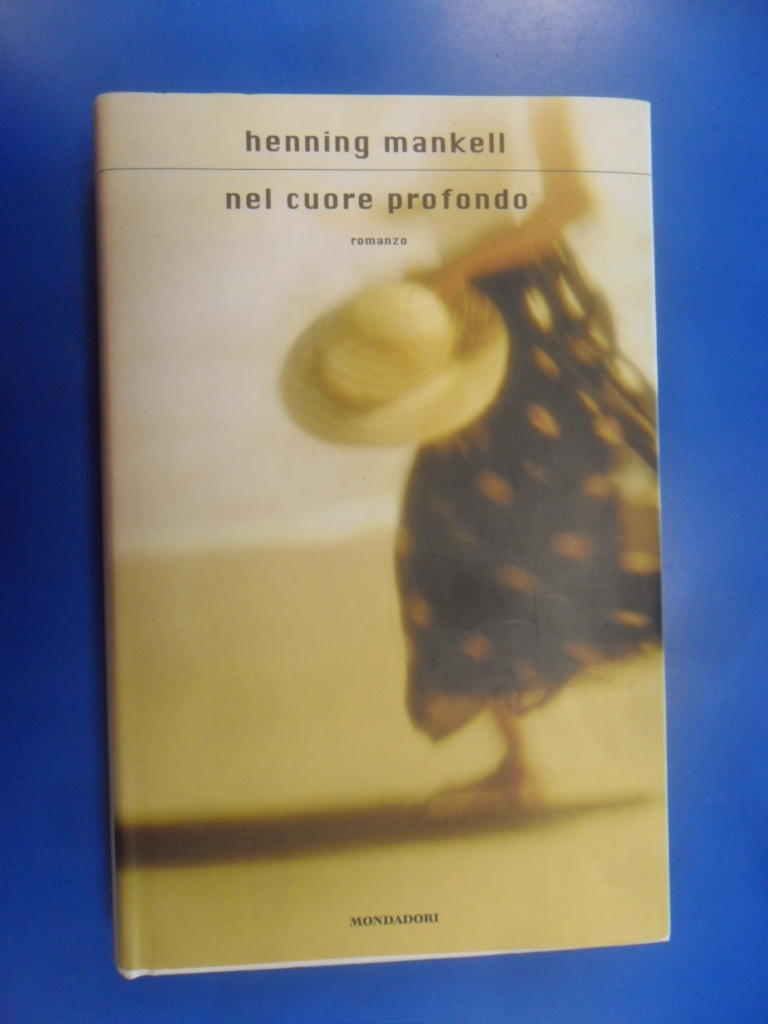 henning mankell
nel cuore profondo
romanzo
MONDADORI